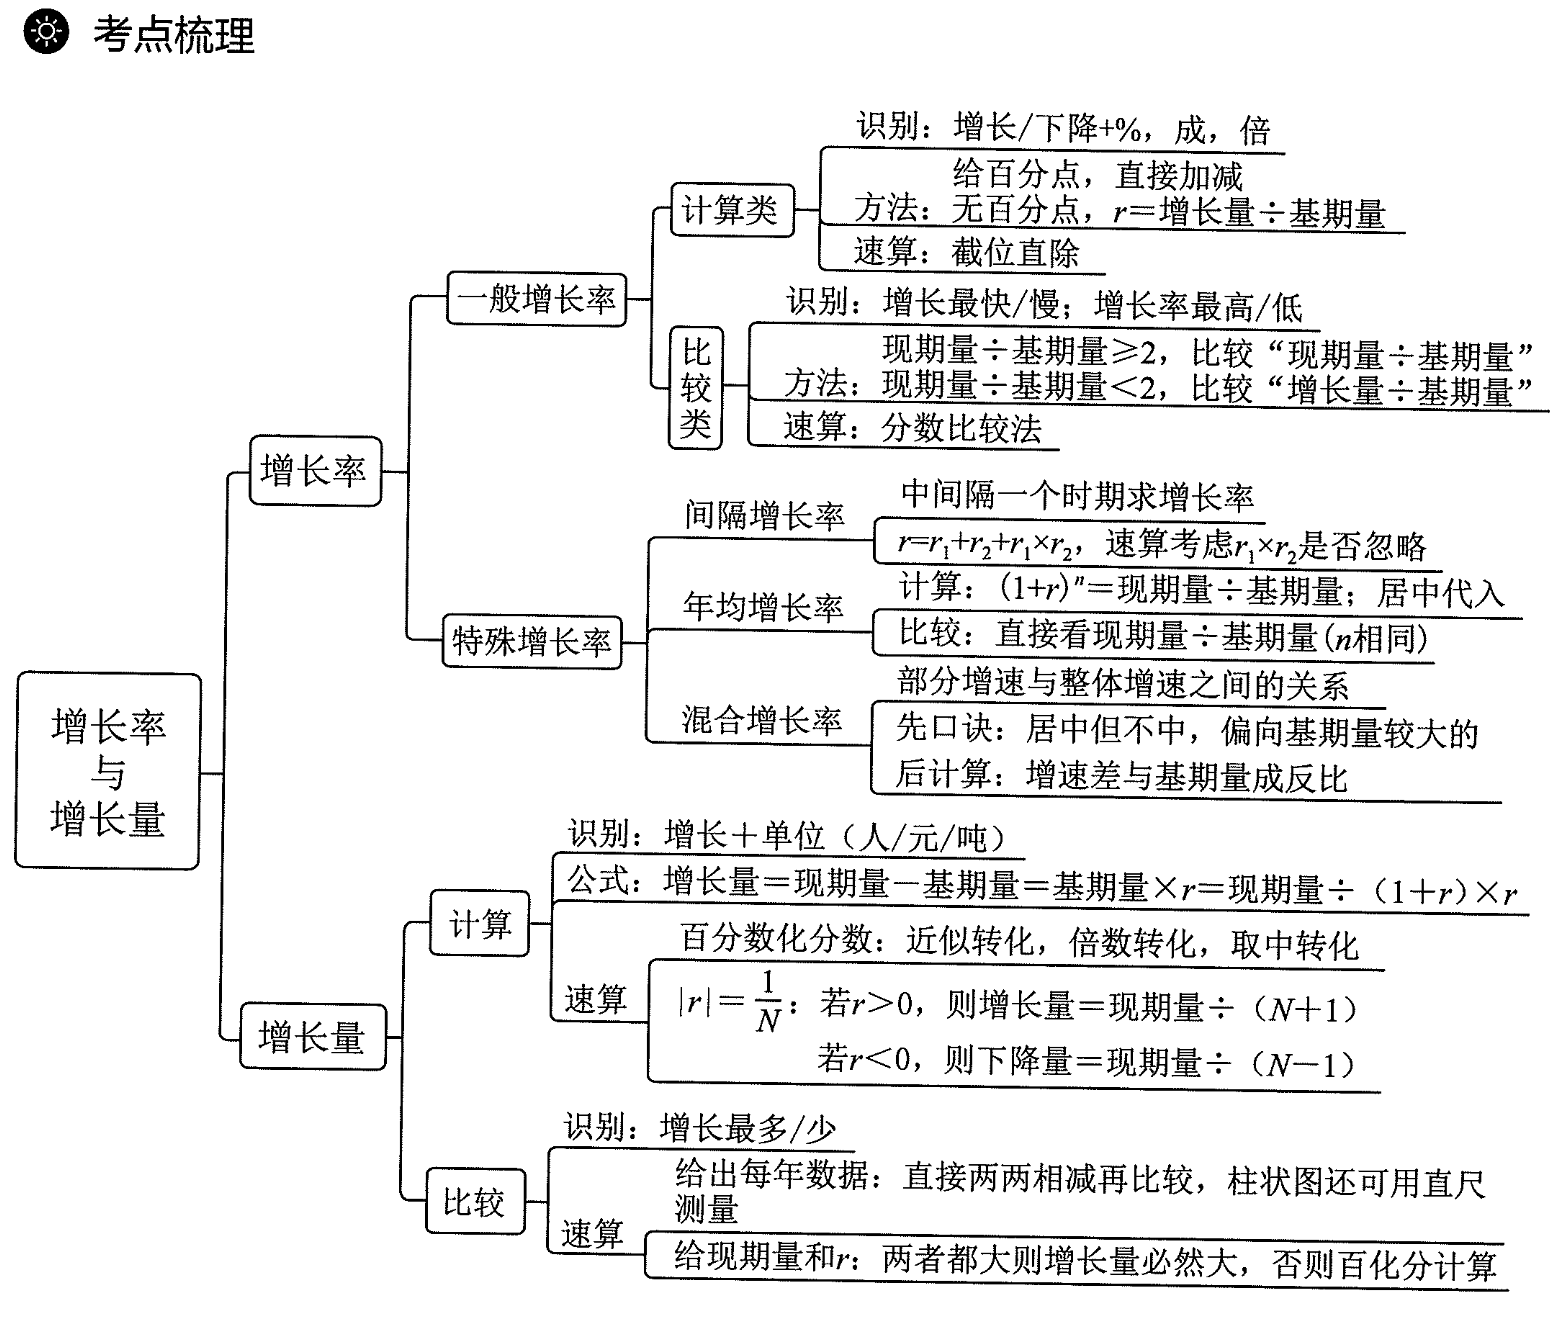 考点梳理
识别：增长/下降+%，成，倍
给百分点，直接加减
计算类
方法：无百分点，r＝增长量÷基期量
速算：截位直除
一般增长率
识别：增长最快/慢；增长率最高/低
比较类
现期量÷基期量≥2，比较“现期量÷基期量”
方法：现期量÷基期量＜2，比较“增长量÷基期量”
速算：分数比较法
增长率
间隔增长率
中间隔一个时期求增长率
r=r₁+r₂+r₁×r₂，速算考虑r₁×r₂是否忽略
年均增长率
计算：(1+r)ⁿ＝现期量÷基期量；居中代入
比较：直接看现期量÷基期量(n相同)
特殊增长率
混合增长率
部分增速与整体增速之间的关系
先口诀：居中但不中，偏向基期量较大的
后计算：增速差与基期量成反比
增长率
与
增长量
识别：增长＋单位（人/元/吨）
公式：增长量＝现期量－基期量＝基期量×r＝现期量÷（1＋r）×r
计算
百分数化分数：近似转化，倍数转化，取中转化
速算
|r|＝1/N：若r＞0，则增长量＝现期量÷（N＋1）
若r＜0，则下降量＝现期量÷（N－1）
增长量
识别：增长最多/少
比较
给出每年数据：直接两两相减再比较，柱状图还可用直尺
测量
速算
给现期量和r：两者都大则增长量必然大，否则百化分计算